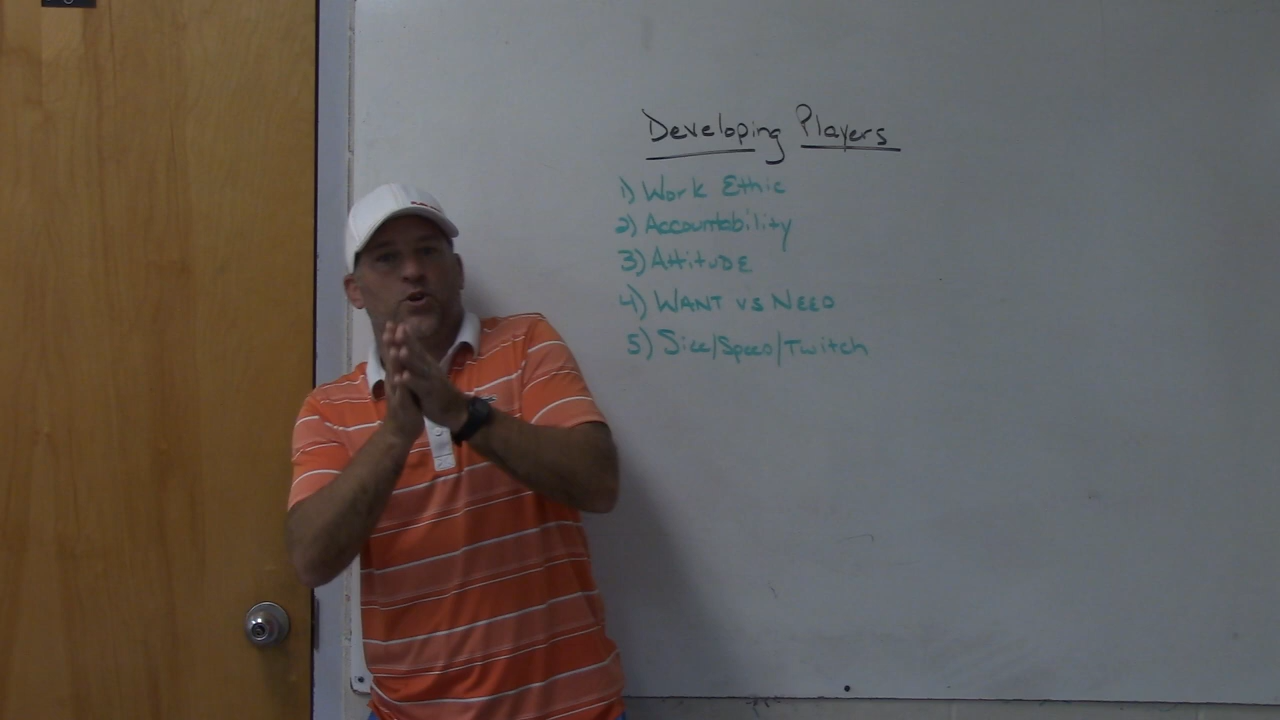 Developing Players
1) Work Ethic
2) Accountability
3) AttituDE
4) WANT vs NEED
5) Size/Speed/Twitch